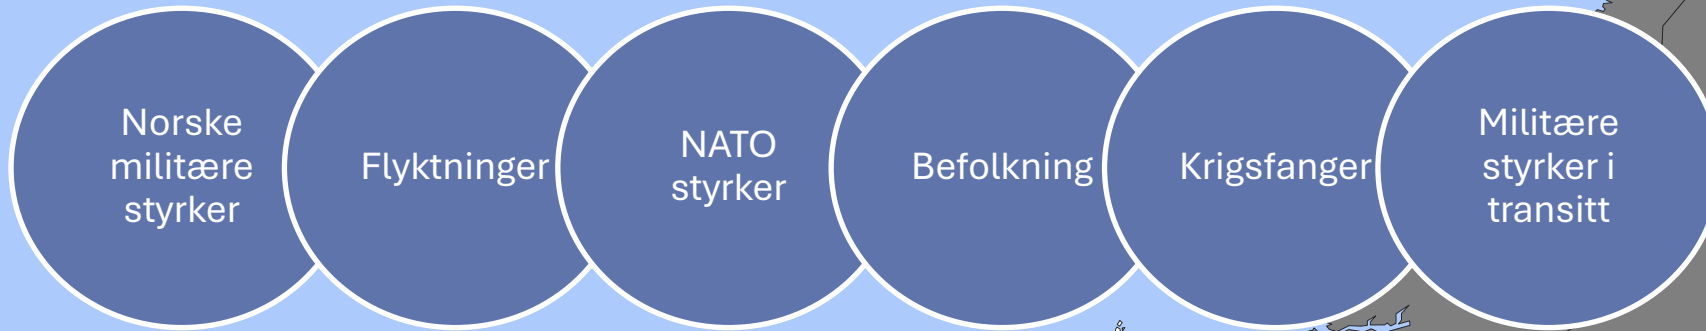 Norske
militære
styrker
Flyktninger
NATO
styrker
Befolkning
Krigsfanger
Militære
styrker i
transitt